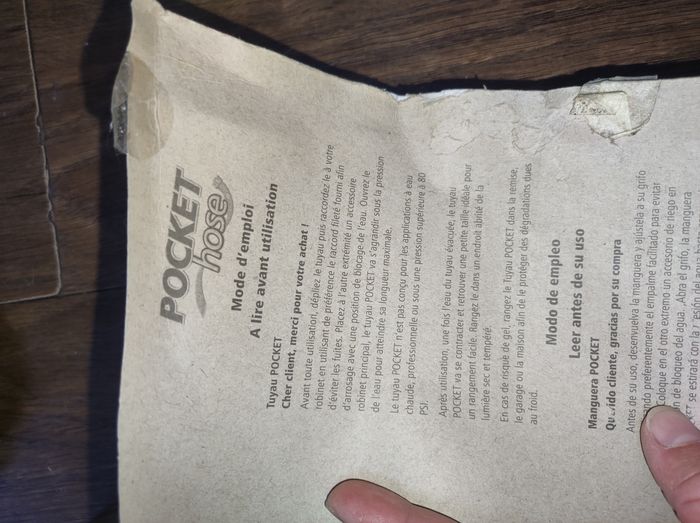 POCKET
hose
Mode d'emploi
A lire avant utilisation
Tuyau POCKET
Cher client, merci pour votre achat !
Avant toute utilisation, dépliez le tuyau puis raccordez le à votre
robinet en utilisant de préférence le raccord fileté fourni afin
d'éviter les fuites. Placez à l'autre extrémité un accessoire
d'arrosage avec une position de blocage de l'eau. Ouvrez le
robinet principal, le tuyau POCKET va s'agrandir sous la pression
de l'eau pour atteindre sa longueur maximale.
Le tuyau POCKET n'est pas conçu pour les applications à eau
chaude, professionnelle ou sous une pression supérieure à 80
PSI.
Après utilisation, une fois l'eau du tuyau évacuée, le tuyau
POCKET va se contracter et retrouver une petite taille idéale pour
un rangement facile. Rangez le dans un endroit abrité de la
lumière sec et tempéré.
En cas de risque de gel, rangez le Tuyau POCKET dans la remise,
le garage ou la maison afin de le protéger des dégradations dues
au froid.
Modo de empleo
Leer antes de su uso
Manguera POCKET
cliente, gracias por su compra
Antes de su uso, desenvuelva la manguera y ajústela a su grifo
preferentemente el empalme facilitado para evitar
Coloque en el otro extremo un accesorio de riego en
de bloqueo del agua. ¡Abra el grifo, la manguera
se estirará con la